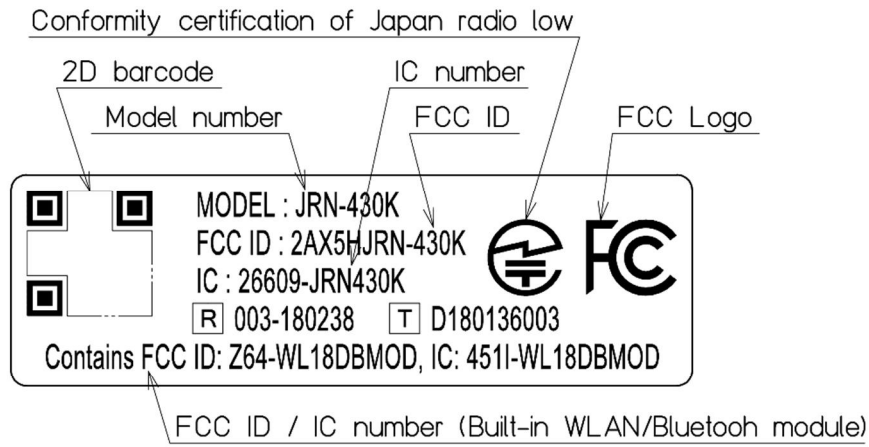 Conformity certification of Japan radio low
2D barcode
IC number
Model number
FCC ID
FCC Logo
MODEL : JRN-430K
FCC ID : 2AX5HJRN-430K
IC : 26609-JRN430K
R 003-180238 T D180136003
Contains FCC ID: Z64-WL18DBMOD, IC: 451I-WL18DBMOD
FCC ID / IC number (Built-in WLAN/Bluetooh module)
FC